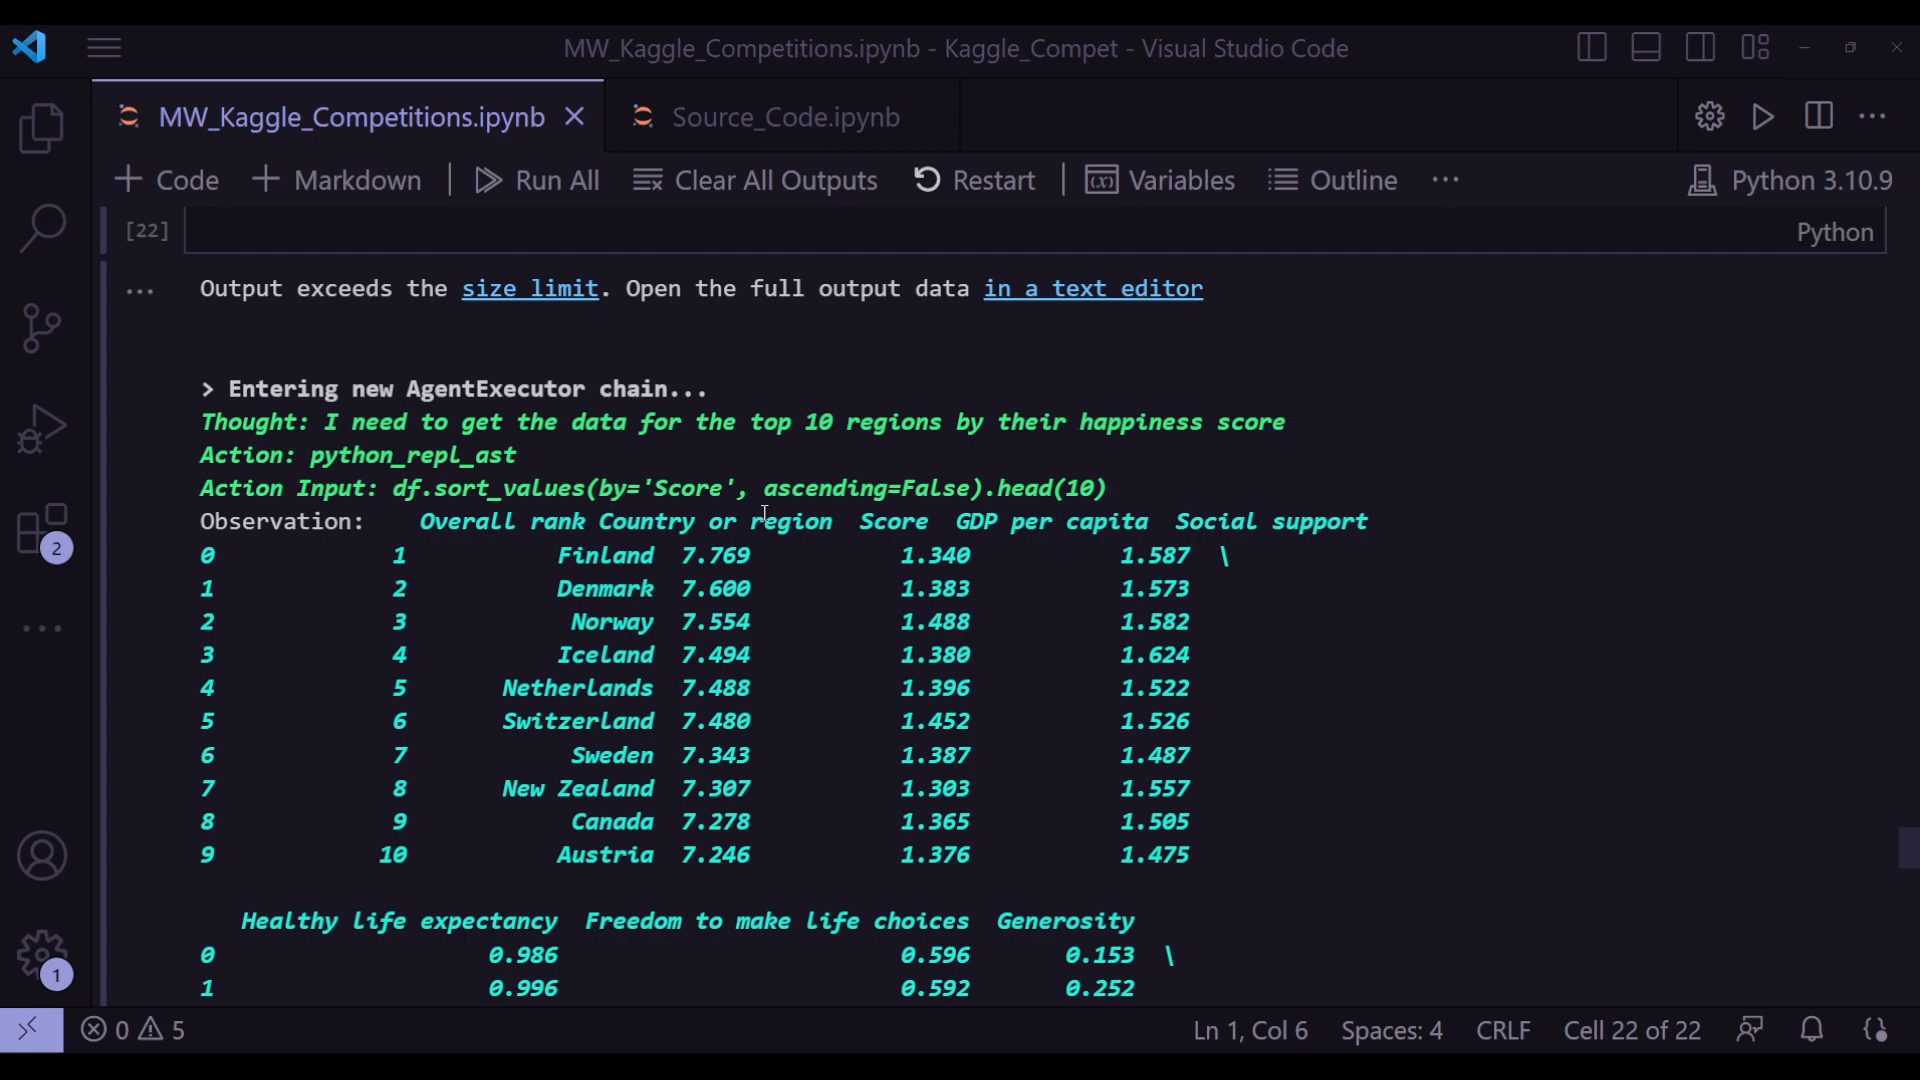 MW_Kaggle_Competitions.ipynb - Kaggle_Compet - Visual Studio Code
MW_Kaggle_Competitions.ipynb
Source_Code.ipynb
Code Markdown Run All Clear All Outputs Restart Variables Outline ... Python 3.10.9
[22] Python
... Output exceeds the size limit. Open the full output data in a text editor
> Entering new AgentExecutor chain...
Thought: I need to get the data for the top 10 regions by their happiness score
Action: python_repl_ast
Action Input: df.sort_values(by='Score', ascending=False).head(10)
Observation: Overall rank Country or region Score GDP per capita Social support
0 1 Finland 7.769 1.340 1.587 \
1 2 Denmark 7.600 1.383 1.573
2 3 Norway 7.554 1.488 1.582
3 4 Iceland 7.494 1.380 1.624
4 5 Netherlands 7.488 1.396 1.522
5 6 Switzerland 7.480 1.452 1.526
6 7 Sweden 7.343 1.387 1.487
7 8 New Zealand 7.307 1.303 1.557
8 9 Canada 7.278 1.365 1.505
9 10 Austria 7.246 1.376 1.475
Healthy life expectancy Freedom to make life choices Generosity
0 0.986 0.596 0.153 \
1 0.996 0.592 0.252
2
1
0 5 Ln 1, Col 6 Spaces: 4 CRLF Cell 22 of 22